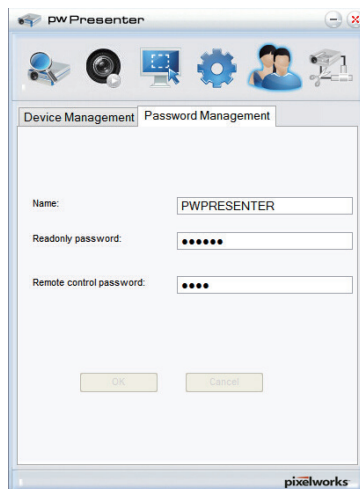 pw Presenter
Device Management Password Management
Name: PWPRESENTER
Readonly password: ●●●●●●
Remote control password: ●●●●
OK Cancel
pixelworks